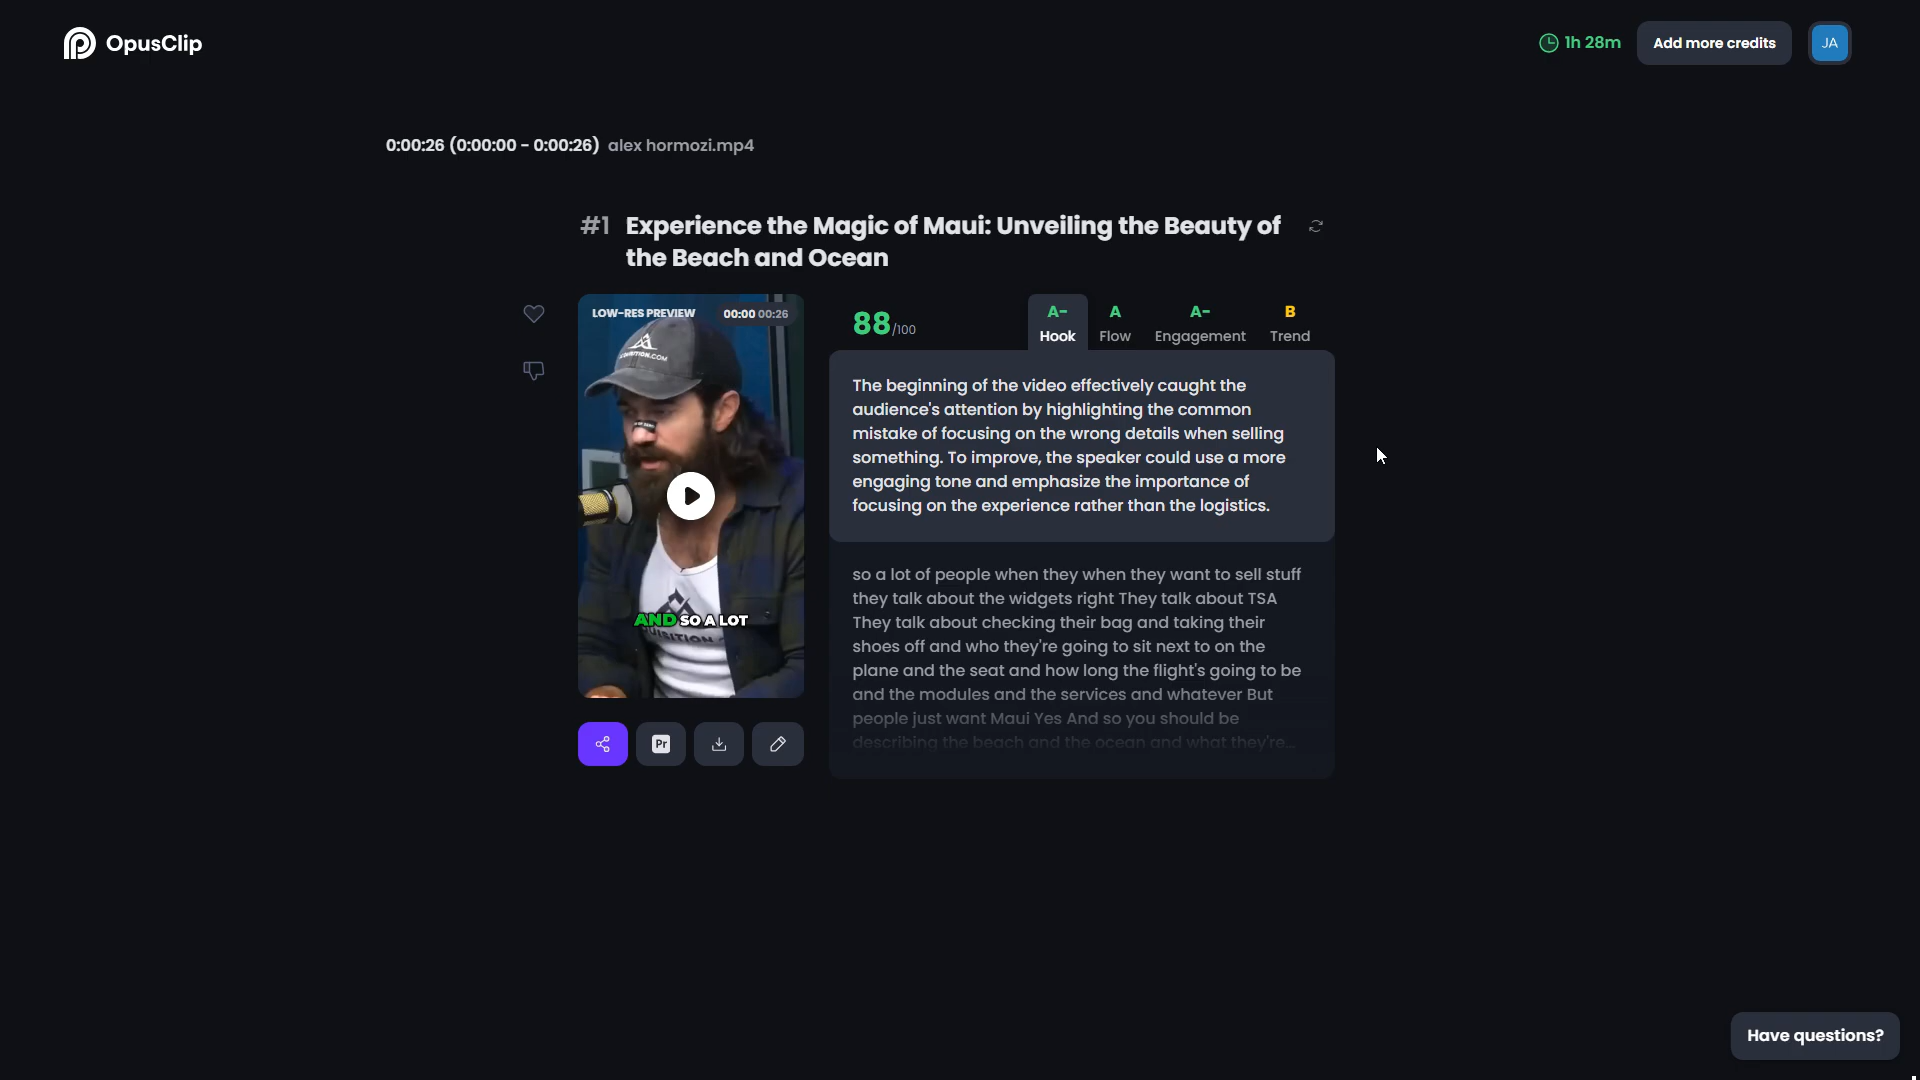 OpusClip
1h 28m
Add more credits
JA
0:00:26 (0:00:00 - 0:00:26) alex hormozi.mp4
#1 Experience the Magic of Maui: Unveiling the Beauty of
the Beach and Ocean
LOW-RES PREVIEW
00:00 00:26
AND SO A LOT
88/100
A- Hook
A Flow
A- Engagement
B Trend
The beginning of the video effectively caught the
audience's attention by highlighting the common
mistake of focusing on the wrong details when selling
something. To improve, the speaker could use a more
engaging tone and emphasize the importance of
focusing on the experience rather than the logistics.
so a lot of people when they when they want to sell stuff
they talk about the widgets right They talk about TSA
They talk about checking their bag and taking their
shoes off and who they're going to sit next to on the
plane and the seat and how long the flight's going to be
and the modules and the services and whatever But
people just want Maui Yes And so you should be
describing the beach and the ocean and what they're...
Pr
Have questions?